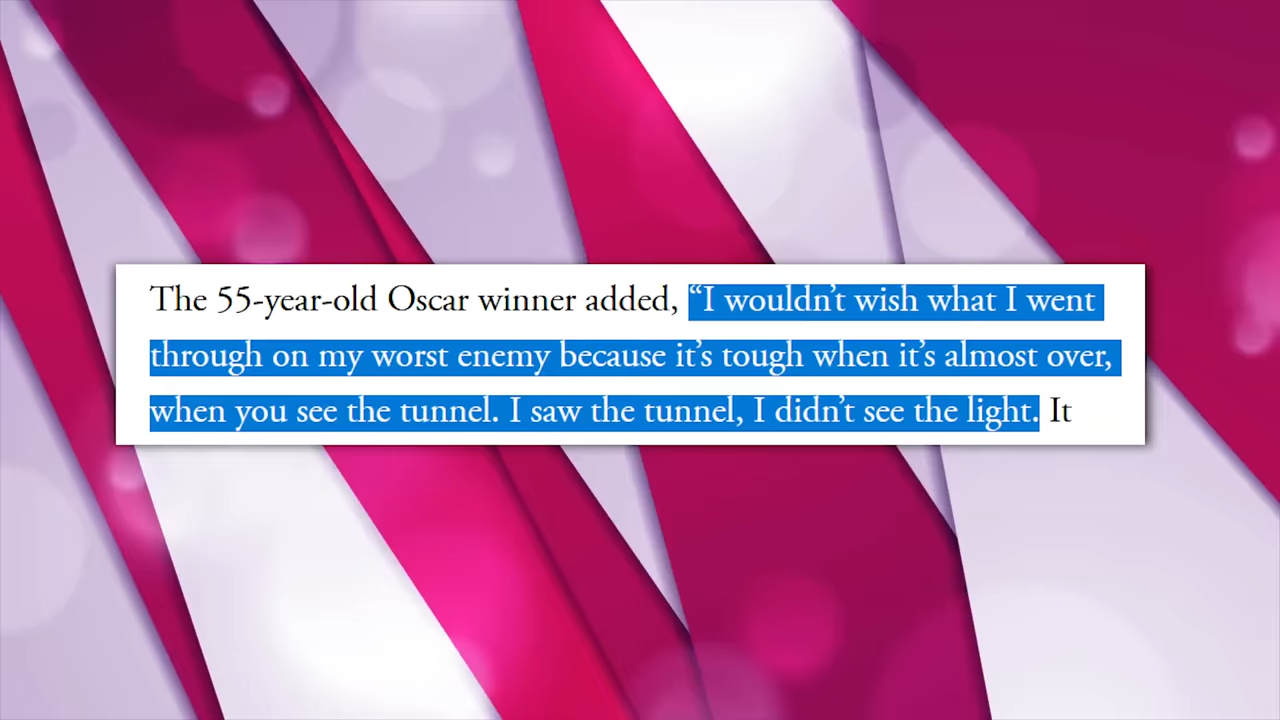 The 55-year-old Oscar winner added, “I wouldn’t wish what I went
through on my worst enemy because it’s tough when it’s almost over,
when you see the tunnel. I saw the tunnel, I didn’t see the light. It